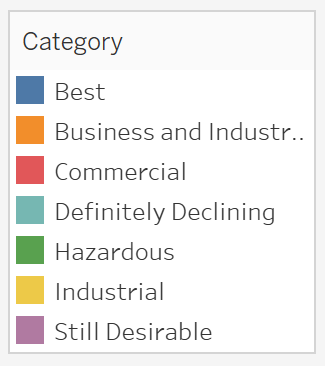 Category
Best
Business and Industr..
Commercial
Definitely Declining
Hazardous
Industrial
Still Desirable